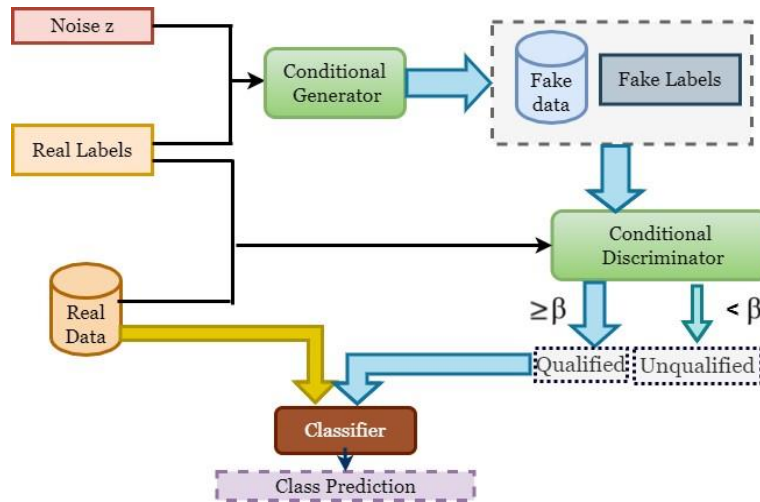 Noise z
Conditional
Generator
Fake
data
Fake Labels
Real Labels
Conditional
Discriminator
Real
Data
≥β
< β
Qualified
Unqualified
Classifier
Class Prediction